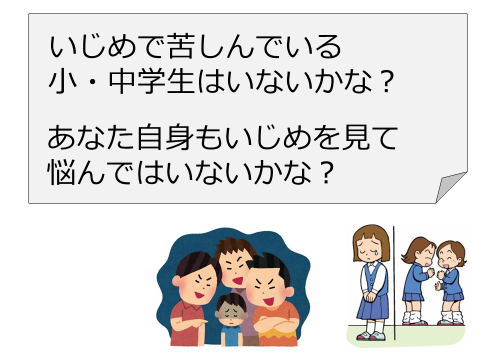 いじめで苦しんでいる
小・中学生はいないかな？
あなた自身もいじめを見て
悩んではいないかな？